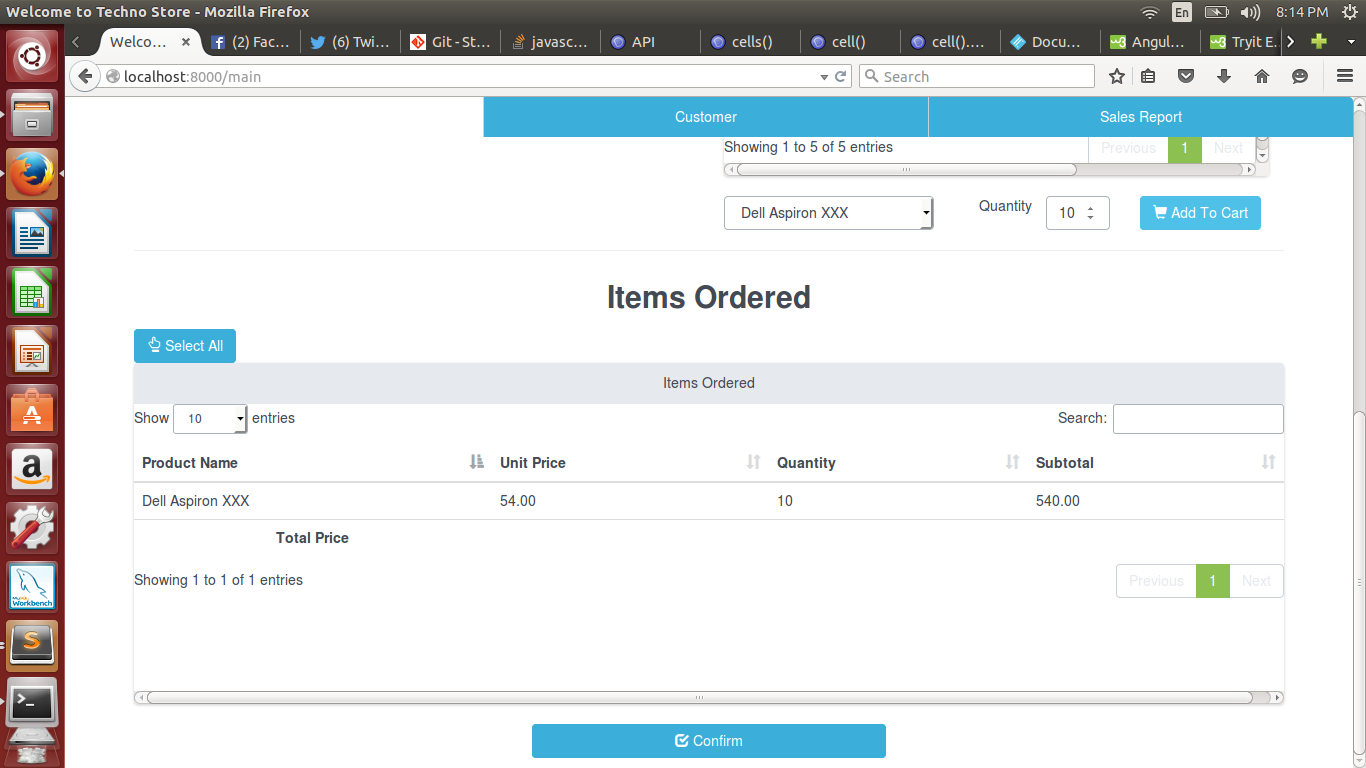 Welcome to Techno Store - Mozilla Firefox
En
8:14 PM
Welco...
(2) Fac...
(6) Twi...
Git - St...
javasc...
API
cells()
cell()
cell()....
Docum...
Angul...
Tryit E...
localhost:8000/main
Search
Customer
Sales Report
Showing 1 to 5 of 5 entries
Previous
1
Next
Dell Aspiron XXX
Quantity
10
Add To Cart
Items Ordered
Select All
Items Ordered
Show 10 entries
Search:
Product Name Unit Price Quantity Subtotal
Dell Aspiron XXX 54.00 10 540.00
Total Price
Showing 1 to 1 of 1 entries
Previous
1
Next
Confirm
Workbench